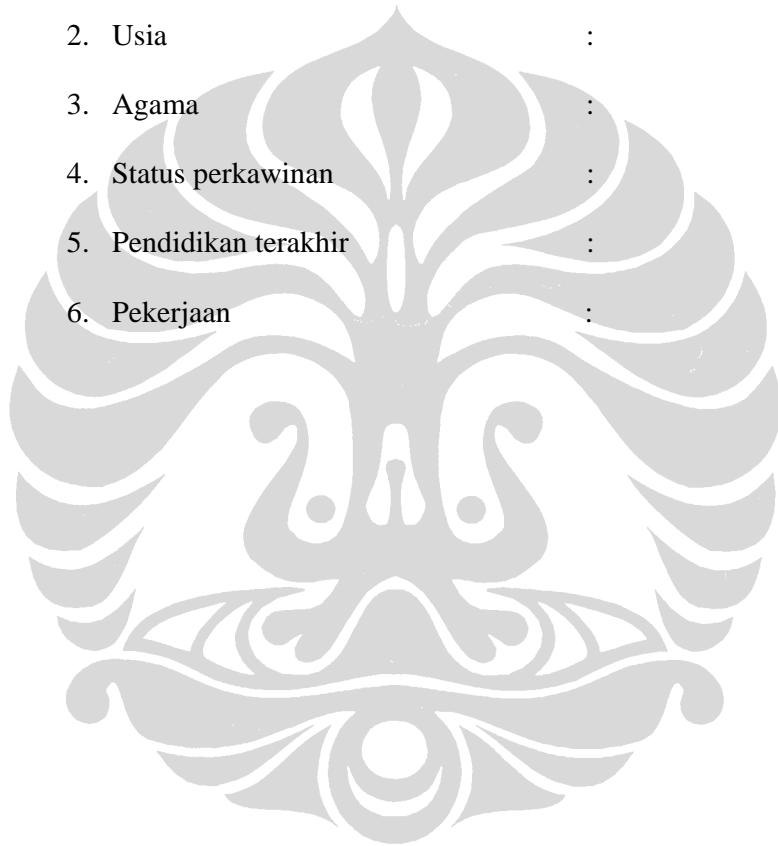 2. Usia :
3. Agama :
4. Status perkawinan :
5. Pendidikan terakhir :
6. Pekerjaan :